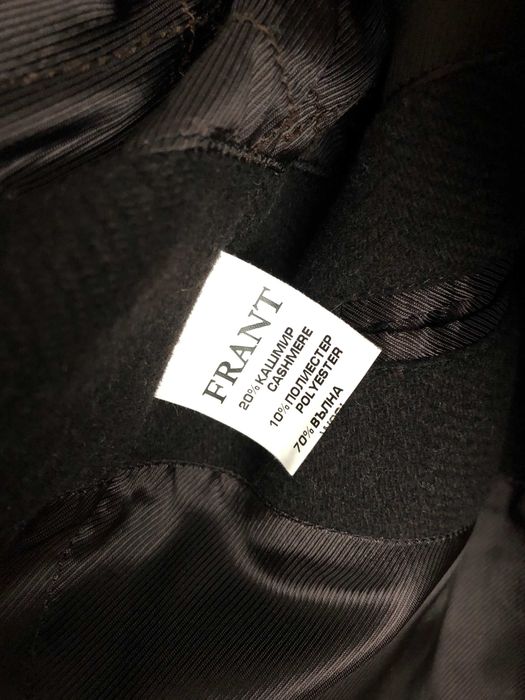 FRANT
20% КАШМИР
CASHMERE
10% ПОЛИЕСТЕР
POLYESTER
70% ВЪЛНА